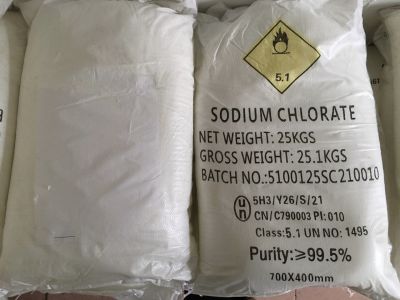 5.1
SODIUM CHLORATE
NET WEIGHT: 25KGS
GROSS WEIGHT: 25.1KGS
BATCH NO.:5100125SC210010
un 5H3/Y26/S/21
CN/C790003 PI:010
Class:5.1 UN NO: 1495
Purity:≥99.5%
700X400mm